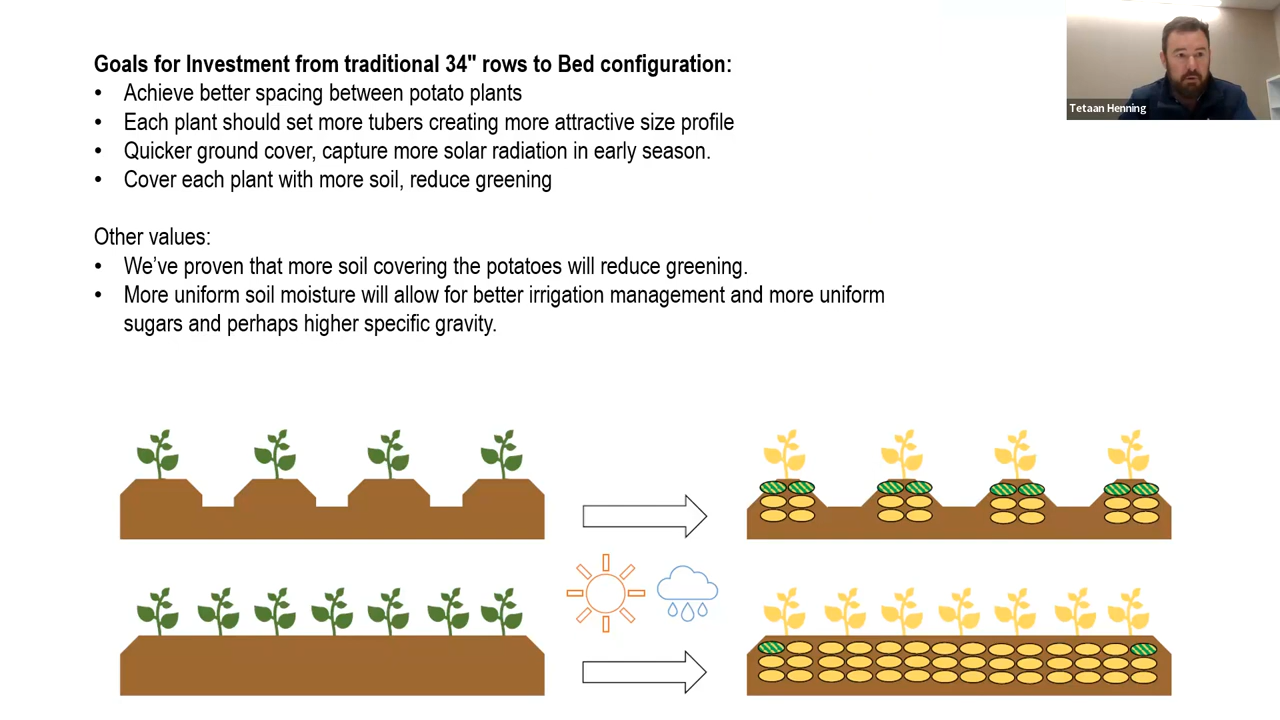 Goals for Investment from traditional 34" rows to Bed configuration:
• Achieve better spacing between potato plants
• Each plant should set more tubers creating more attractive size profile
• Quicker ground cover, capture more solar radiation in early season.
• Cover each plant with more soil, reduce greening
Other values:
• We've proven that more soil covering the potatoes will reduce greening.
• More uniform soil moisture will allow for better irrigation management and more uniform
sugars and perhaps higher specific gravity.
Tetaan Henning